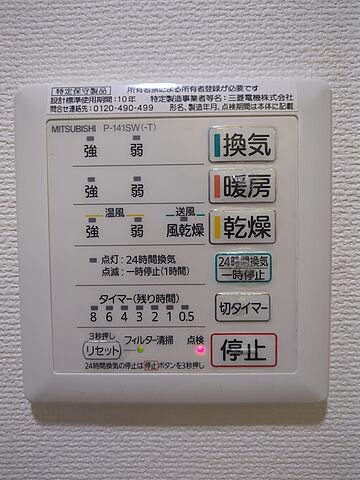 特定保守製品 所有者票による所有者登録が必要です
設計標準使用期間:10年 特定製造事業者等名:三菱電機株式会社
問合せ連絡先:0120-490-499 形名、製造年月、点検期間は本体に記載
MITSUBISHI P-141SW(-T)
強 弱 換気
強 弱 暖房
温風 送風
強 弱 風乾燥 乾燥
点灯:24時間換気
点滅:一時停止(1時間)
24時間換気
一時停止
タイマー(残り時間)
8 6 4 3 2 1 0.5
切タイマー
3秒押し
リセット フィルター清掃 点検
停止
24時間換気の停止は停止ボタンを3秒押し